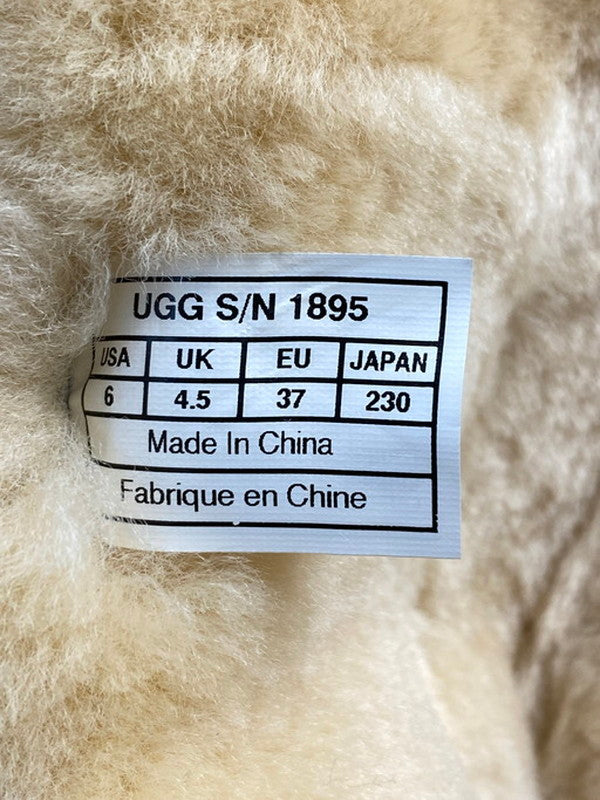 UGG S/N 1895
USA UK EU JAPAN
6 4.5 37 230
Made In China
Fabrique en Chine